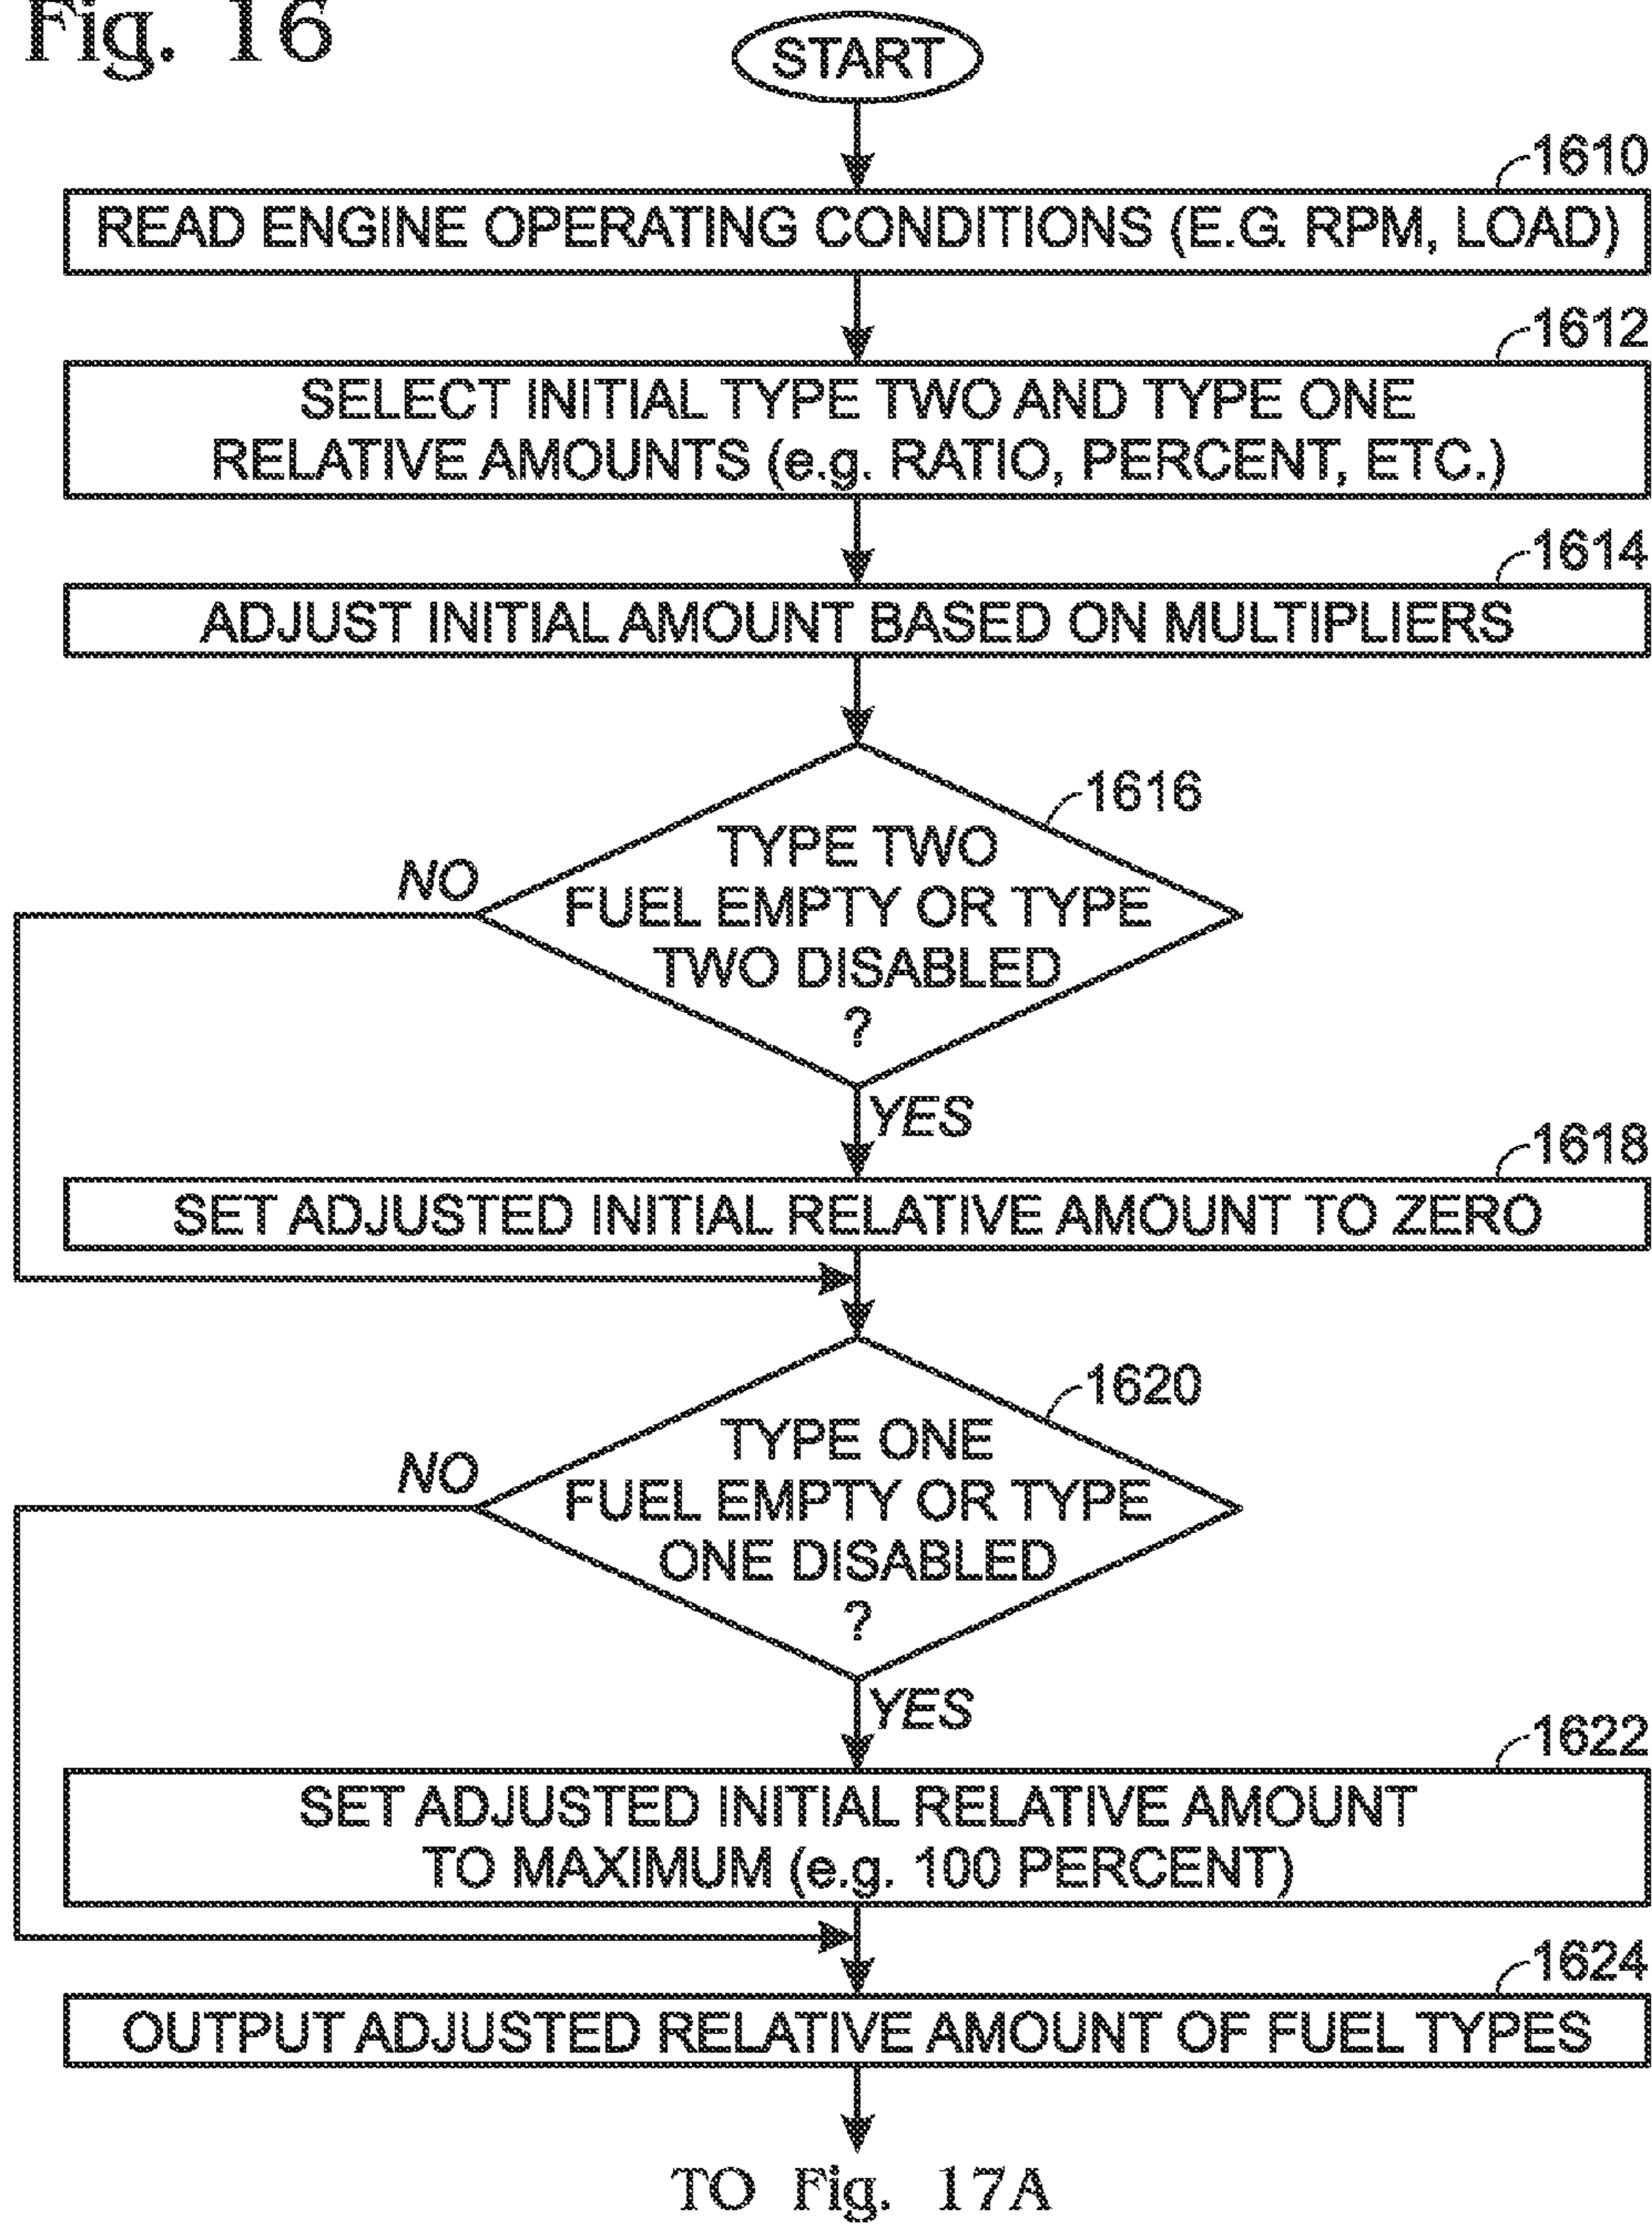 Fig. 16
START
1610
READ ENGINE OPERATING CONDITIONS (E.G. RPM, LOAD)
1612
SELECT INITIAL TYPE TWO AND TYPE ONE
RELATIVE AMOUNTS (e.g. RATIO, PERCENT, ETC.)
1614
ADJUST INITIAL AMOUNT BASED ON MULTIPLIERS
1616
TYPE TWO
FUEL EMPTY OR TYPE
TWO DISABLED
?
NO
YES
1618
SET ADJUSTED INITIAL RELATIVE AMOUNT TO ZERO
1620
TYPE ONE
FUEL EMPTY OR TYPE
ONE DISABLED
?
NO
YES
1622
SET ADJUSTED INITIAL RELATIVE AMOUNT
TO MAXIMUM (e.g. 100 PERCENT)
1624
OUTPUT ADJUSTED RELATIVE AMOUNT OF FUEL TYPES
TO Fig. 17A